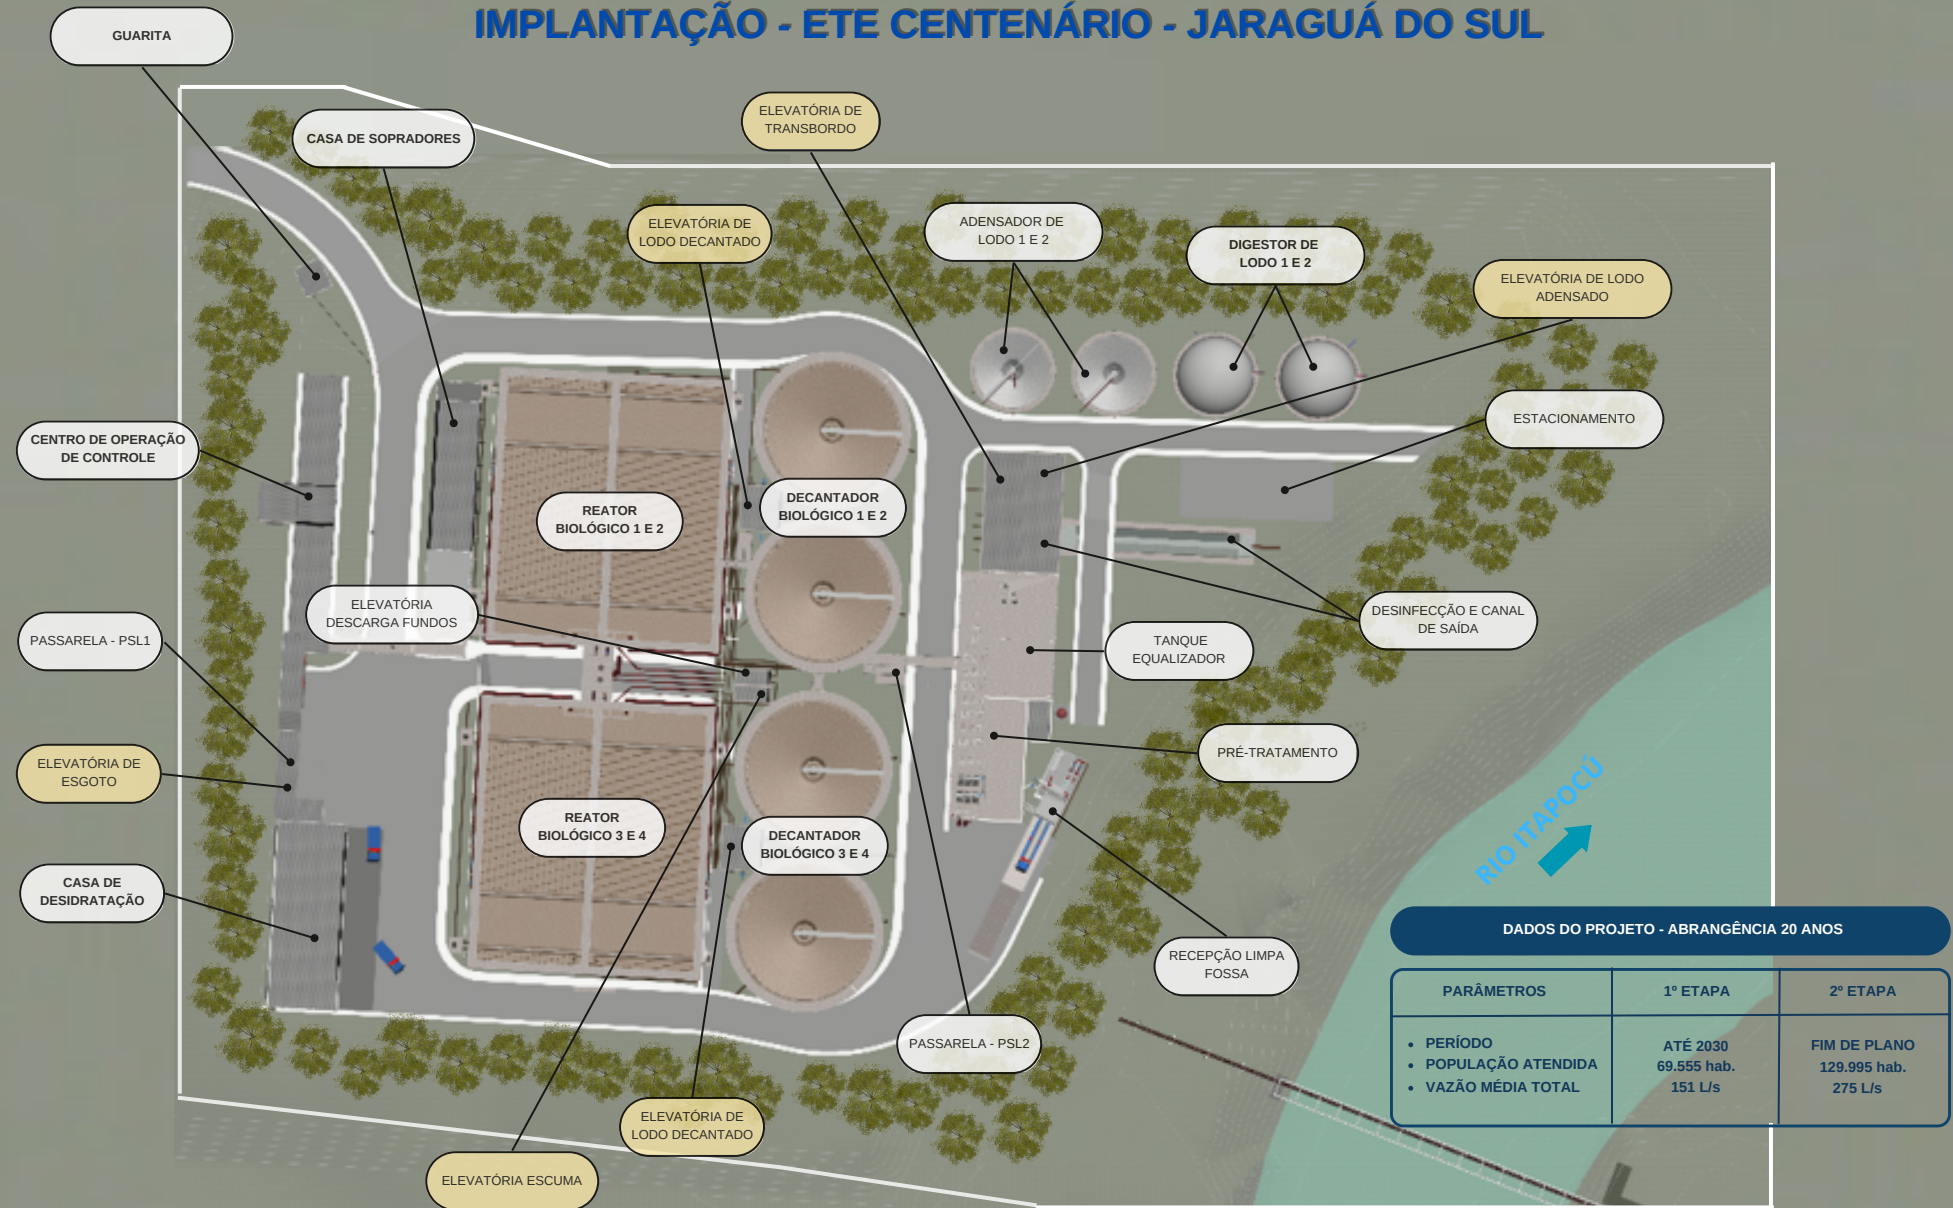 IMPLANTAÇÃO - ETE CENTENÁRIO - JARAGUÁ DO SUL
GUARITA
CASA DE SOPRADORES
ELEVATÓRIA DE
TRANSBORDO
ELEVATÓRIA DE
LODO DECANTADO
ADENSADOR DE
LODO 1 E 2
DIGESTOR DE
LODO 1 E 2
ELEVATÓRIA DE LODO
ADENSADO
ESTACIONAMENTO
CENTRO DE OPERAÇÃO
DE CONTROLE
REATOR
BIOLÓGICO 1 E 2
DECANTADOR
BIOLÓGICO 1 E 2
ELEVATÓRIA
DESCARGA FUNDOS
DESINFECÇÃO E CANAL
DE SAÍDA
PASSARELA - PSL1
TANQUE
EQUALIZADOR
PRÉ-TRATAMENTO
ELEVATÓRIA DE
ESGOTO
REATOR
BIOLÓGICO 3 E 4
DECANTADOR
BIOLÓGICO 3 E 4
RIO ITAPOCÚ
CASA DE
DESIDRATAÇÃO
RECEPÇÃO LIMPA
FOSSA
PASSARELA - PSL2
ELEVATÓRIA DE
LODO DECANTADO
ELEVATÓRIA ESCUMA
DADOS DO PROJETO - ABRANGÊNCIA 20 ANOS
PARÂMETROS 1º ETAPA 2º ETAPA
• PERÍODO ATÉ 2030 FIM DE PLANO
• POPULAÇÃO ATENDIDA 69.555 hab. 129.995 hab.
• VAZÃO MÉDIA TOTAL 151 L/s 275 L/s